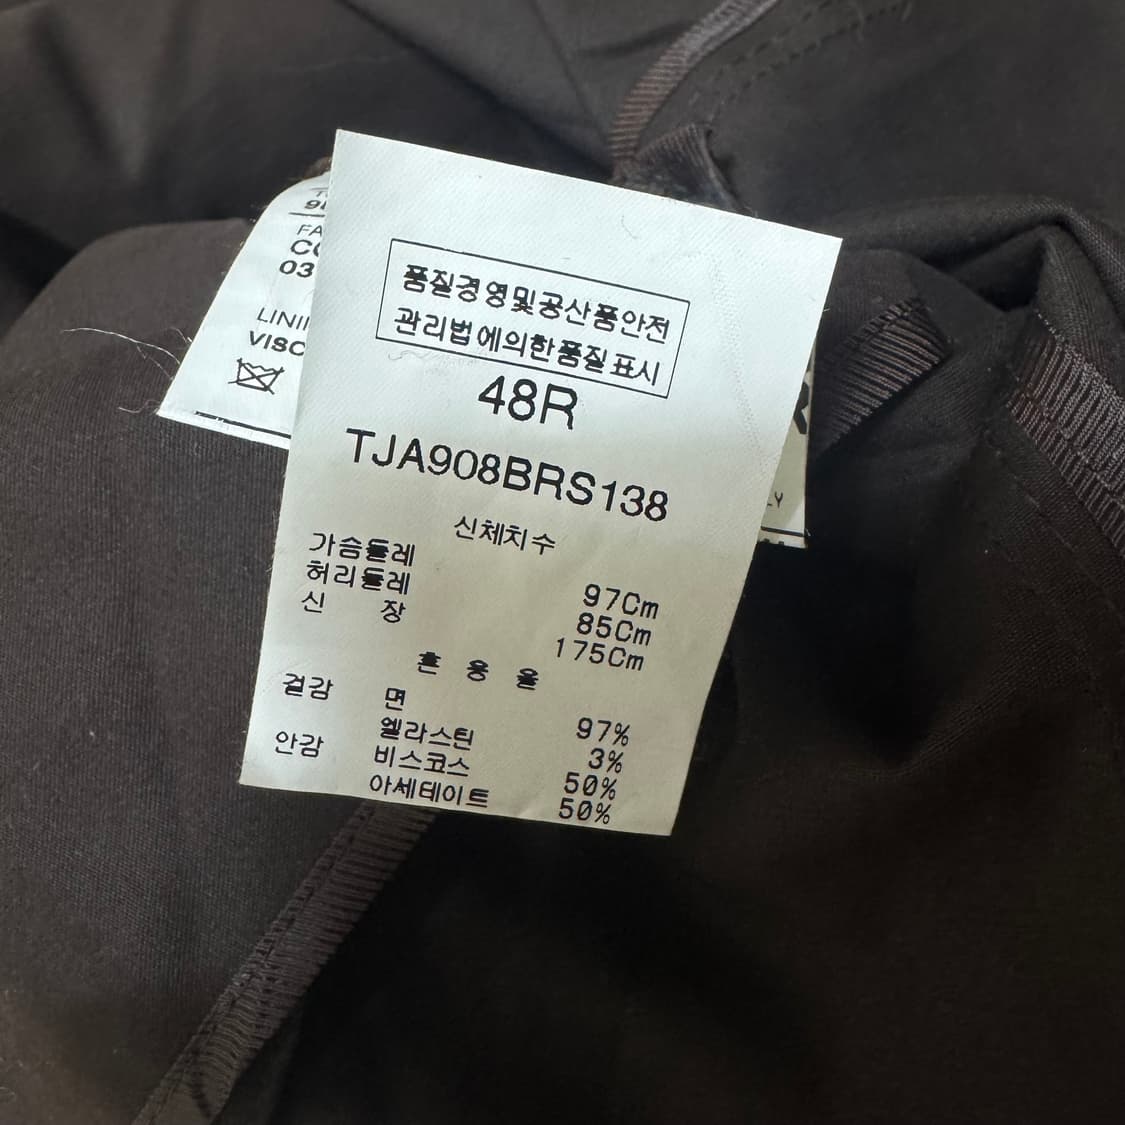 품질경영및공산품안전
관리법에의한품질표시
48R
TJA908BRS138
신체치수
가슴둘레 97Cm
허리둘레 85Cm
신 장 175Cm
혼 용 율
겉감 면 97%
엘라스틴 3%
안감 비스코스 50%
아세테이트 50%
03